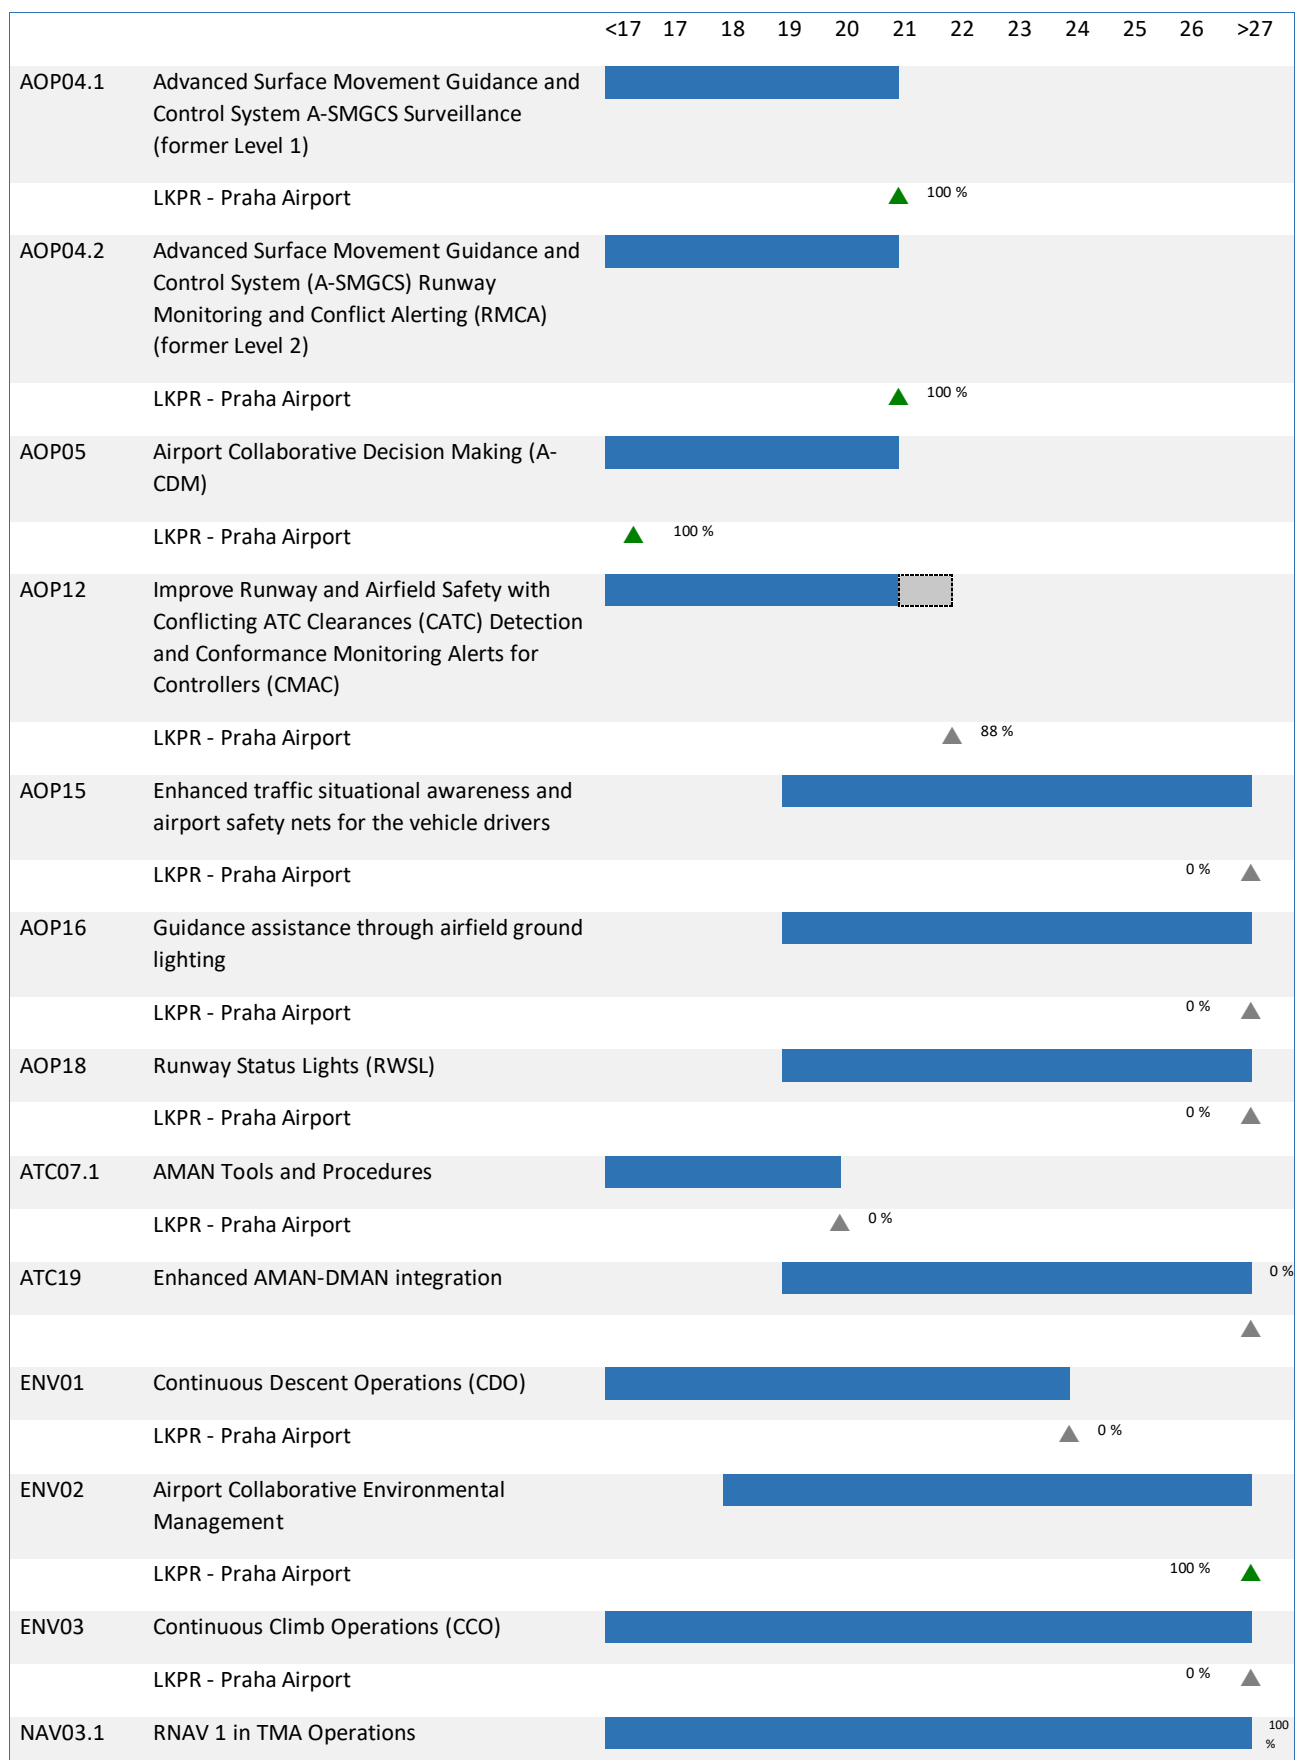 <17 17 18 19 20 21 22 23 24 25 26 >27
AOP04.1 Advanced Surface Movement Guidance and
Control System A-SMGCS Surveillance
(former Level 1)
LKPR - Praha Airport 100 %
AOP04.2 Advanced Surface Movement Guidance and
Control System (A-SMGCS) Runway
Monitoring and Conflict Alerting (RMCA)
(former Level 2)
LKPR - Praha Airport 100 %
AOP05 Airport Collaborative Decision Making (A-
CDM)
LKPR - Praha Airport 100 %
AOP12 Improve Runway and Airfield Safety with
Conflicting ATC Clearances (CATC) Detection
and Conformance Monitoring Alerts for
Controllers (CMAC)
LKPR - Praha Airport 88 %
AOP15 Enhanced traffic situational awareness and
airport safety nets for the vehicle drivers
LKPR - Praha Airport 0 %
AOP16 Guidance assistance through airfield ground
lighting
LKPR - Praha Airport 0 %
AOP18 Runway Status Lights (RWSL)
LKPR - Praha Airport 0 %
ATC07.1 AMAN Tools and Procedures
LKPR - Praha Airport 0 %
ATC19 Enhanced AMAN-DMAN integration 0 %
ENV01 Continuous Descent Operations (CDO)
LKPR - Praha Airport 0 %
ENV02 Airport Collaborative Environmental
Management
LKPR - Praha Airport 100 %
ENV03 Continuous Climb Operations (CCO)
LKPR - Praha Airport 0 %
NAV03.1 RNAV 1 in TMA Operations 100
%